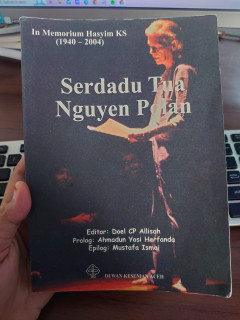 In Memorium Hasyim KS
(1940 - 2004)
Serdadu Tua
Nguyen Polan
Editor: Doel CP Allisah
Prolog: Ahmadun Yosi Herfanda
Epilog: Mustafa Ismail
DEWAN KESENIAN ACEH